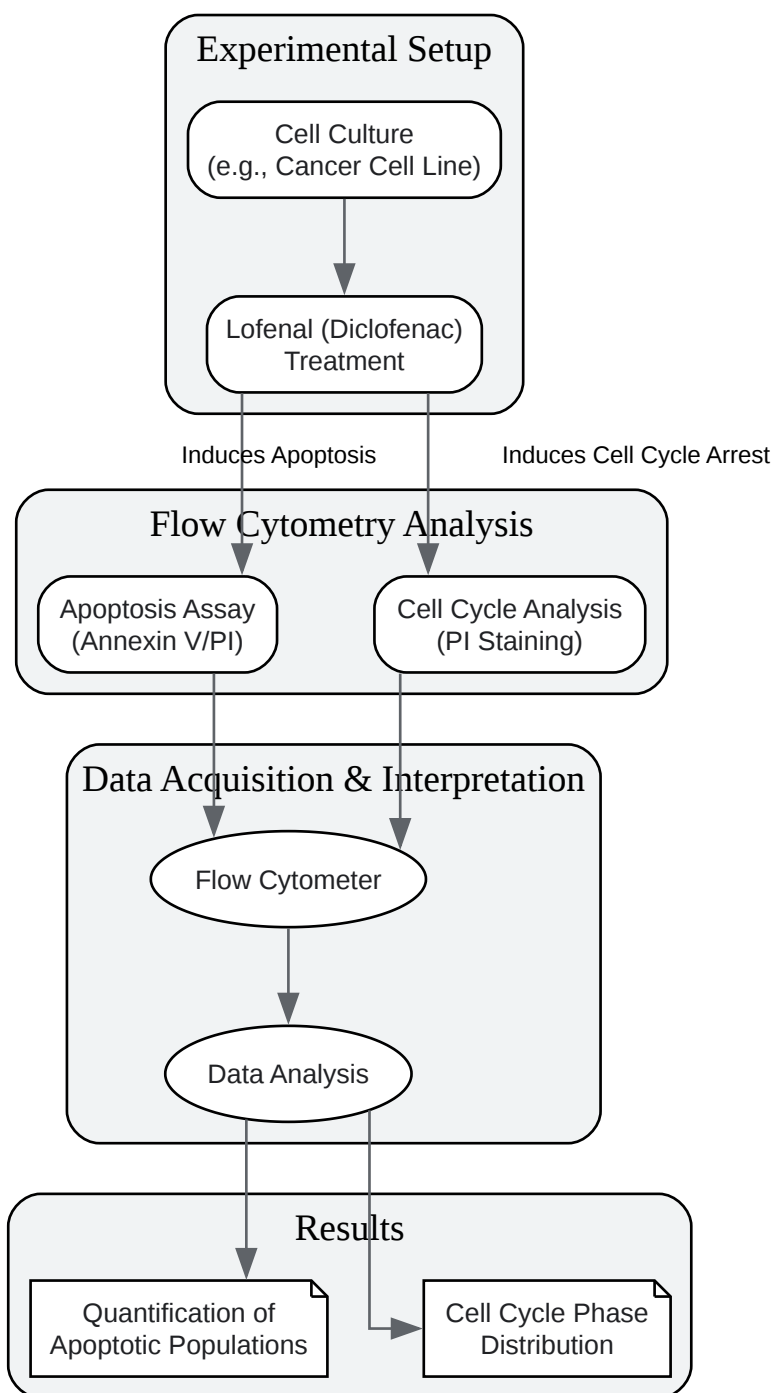 Experimental Setup
Cell Culture
(e.g., Cancer Cell Line)
Lofenal (Diclofenac)
Treatment
Induces Apoptosis
Induces Cell Cycle Arrest
Flow Cytometry Analysis
Apoptosis Assay
(Annexin V/PI)
Cell Cycle Analysis
(PI Staining)
Data Acquisition & Interpretation
Flow Cytometer
Data Analysis
Results
Quantification of
Apoptotic Populations
Cell Cycle Phase
Distribution